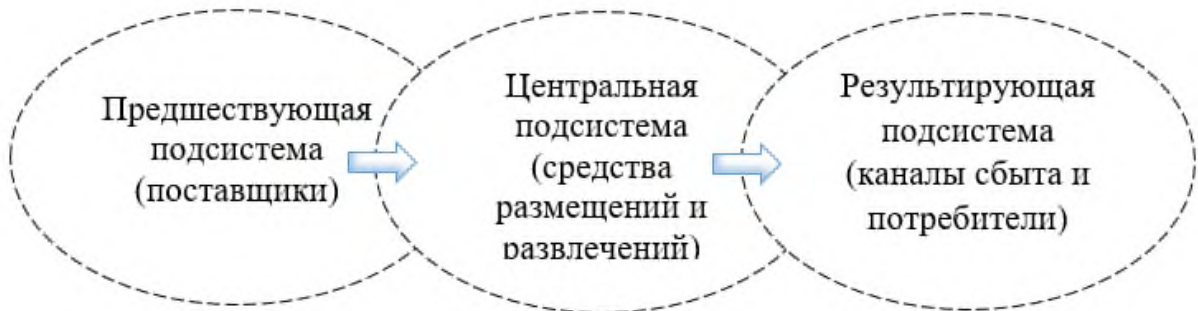 Предшествующая
подсистема
(поставщики)
Центральная
подсистема
(средства
размещений и
развлечений)
Результирующая
подсистема
(каналы сбыта и
потребители)